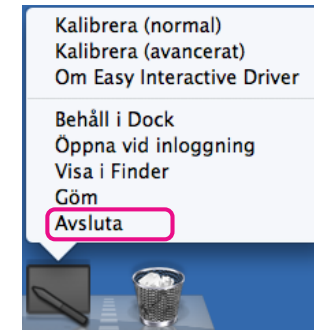 Kalibrera (normal)
Kalibrera (avancerat)
Om Easy Interactive Driver
Behåll i Dock
Öppna vid inloggning
Visa i Finder
Göm
Avsluta